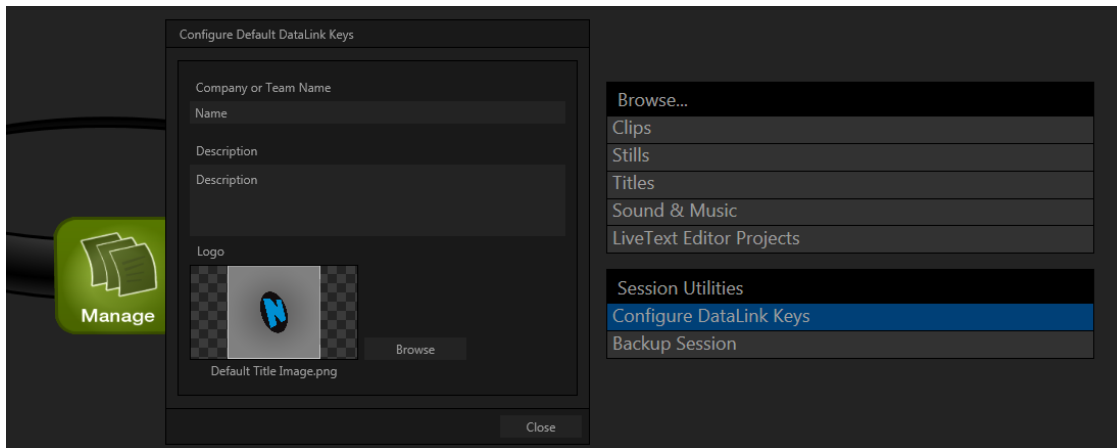 Configure Default DataLink Keys
Company or Team Name
Name
Description
Description
Logo
N
Browse
Default Title Image.png
Close
Manage
Browse...
Clips
Stills
Titles
Sound & Music
LiveText Editor Projects
Session Utilities
Configure DataLink Keys
Backup Session